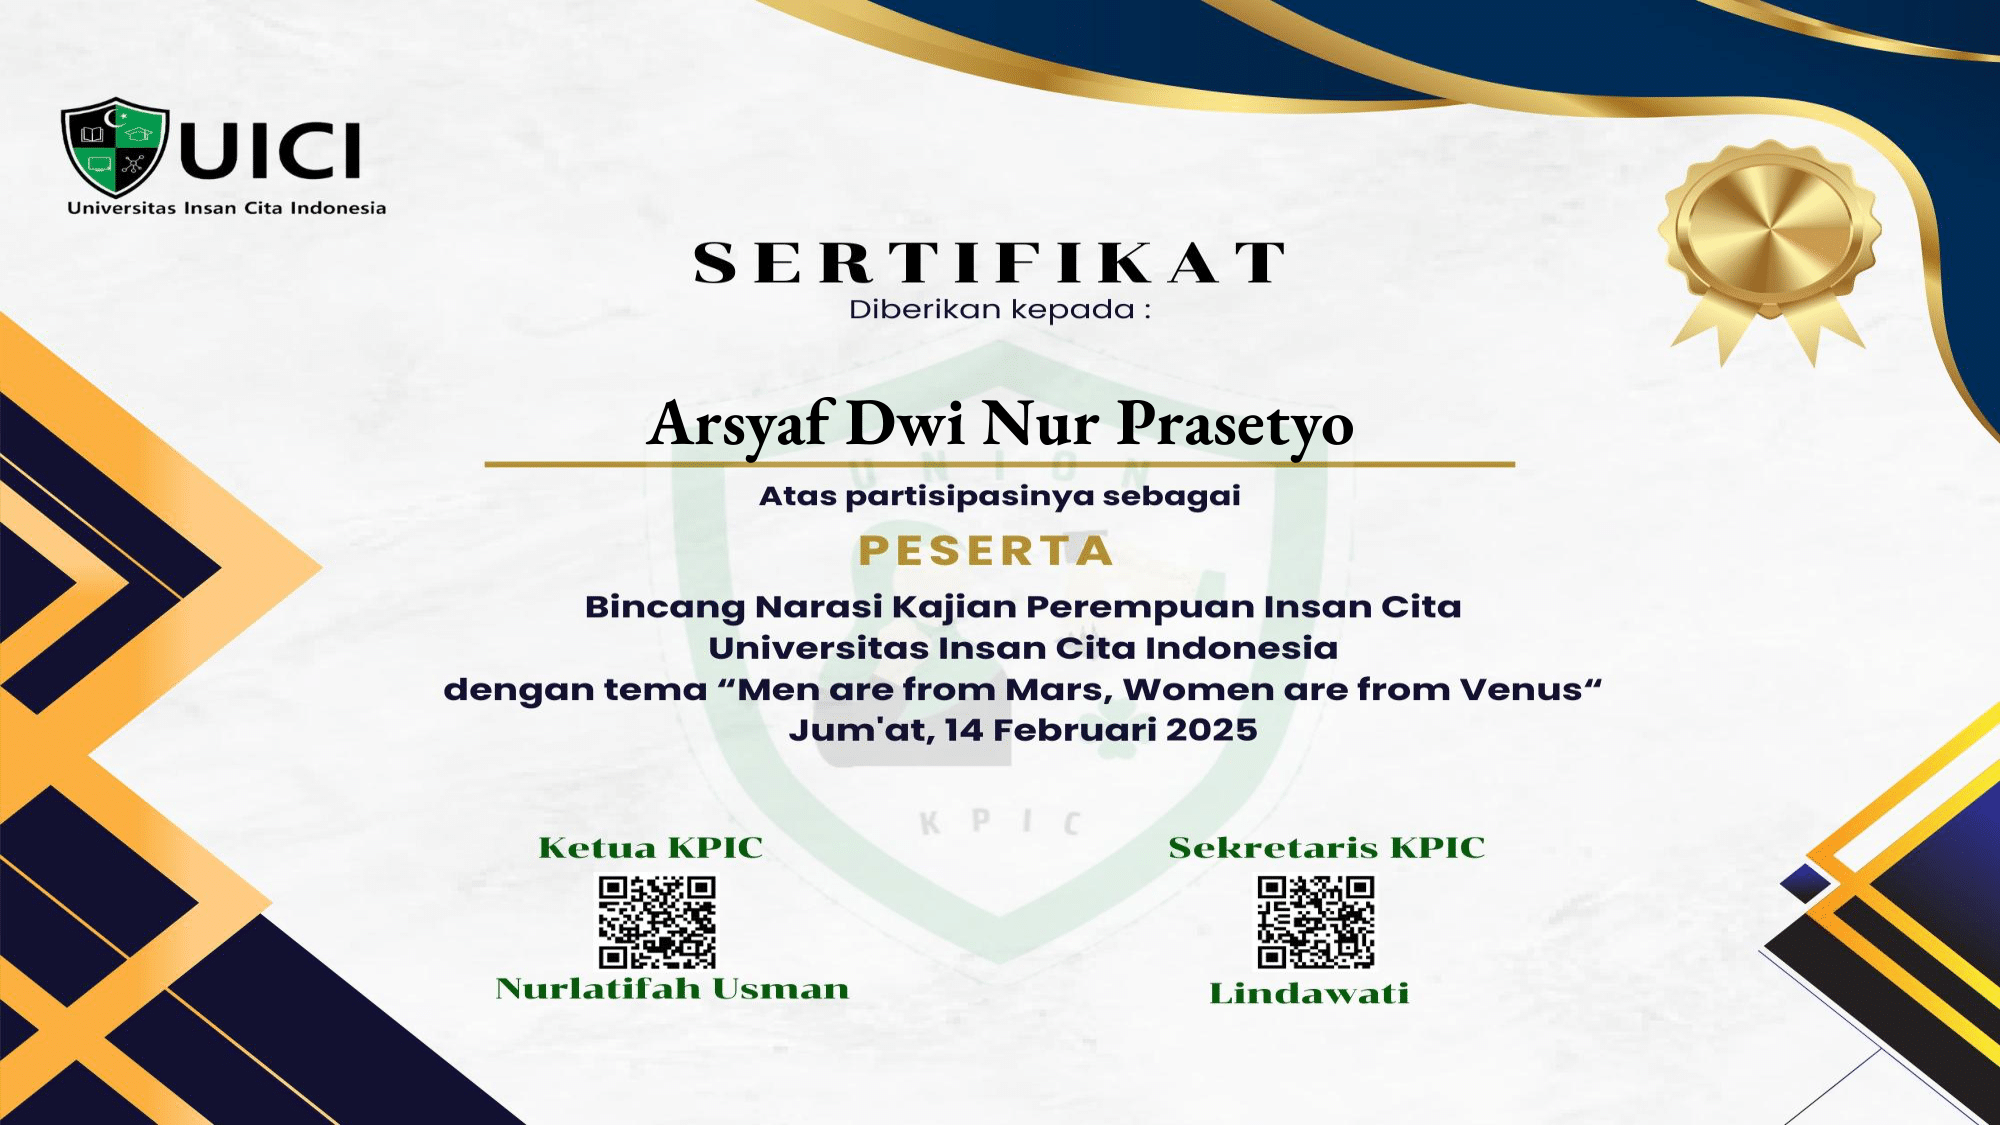 UICI
Universitas Insan Cita Indonesia
SERTIFIKAT
Diberikan kepada :
Arsyaf Dwi Nur Prasetyo
UNION
Atas partisipasinya sebagai
PESERTA
Bincang Narasi Kajian Perempuan Insan Cita
Universitas Insan Cita Indonesia
dengan tema “Men are from Mars, Women are from Venus“
Jum'at, 14 Februari 2025
KPIC
Ketua KPIC
Sekretaris KPIC
Nurlatifah Usman
Lindawati